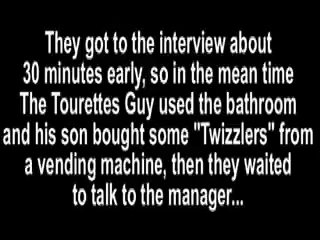 They got to the interview about
30 minutes early, so in the mean time
The Tourettes Guy used the bathroom
and his son bought some "Twizzlers" from
a vending machine, then they waited
to talk to the manager...